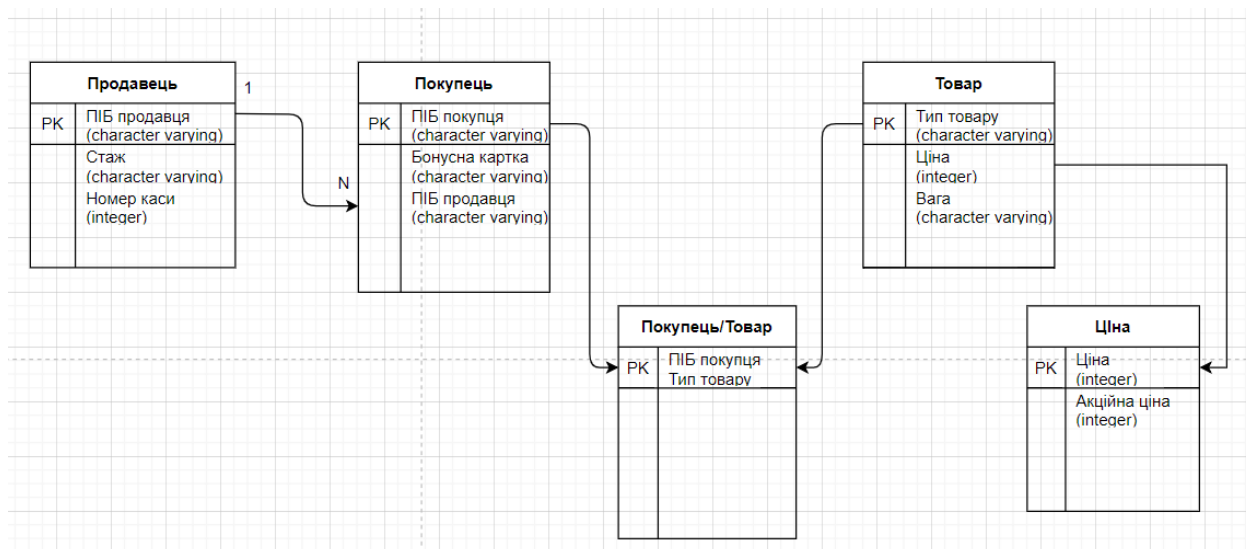 Продавець
PK
ПІБ продавця
(character varying)
Стаж
(character varying)
Номер каси
(integer)
1
N
Покупець
PK
ПІБ покупця
(character varying)
Бонусна картка
(character varying)
ПІБ продавця
(character varying)
Товар
PK
Тип товару
(character varying)
Ціна
(integer)
Вага
(character varying)
Покупець/Товар
PK
ПІБ покупця
Тип товару
ЦІна
PK
Ціна
(integer)
Акційна ціна
(integer)